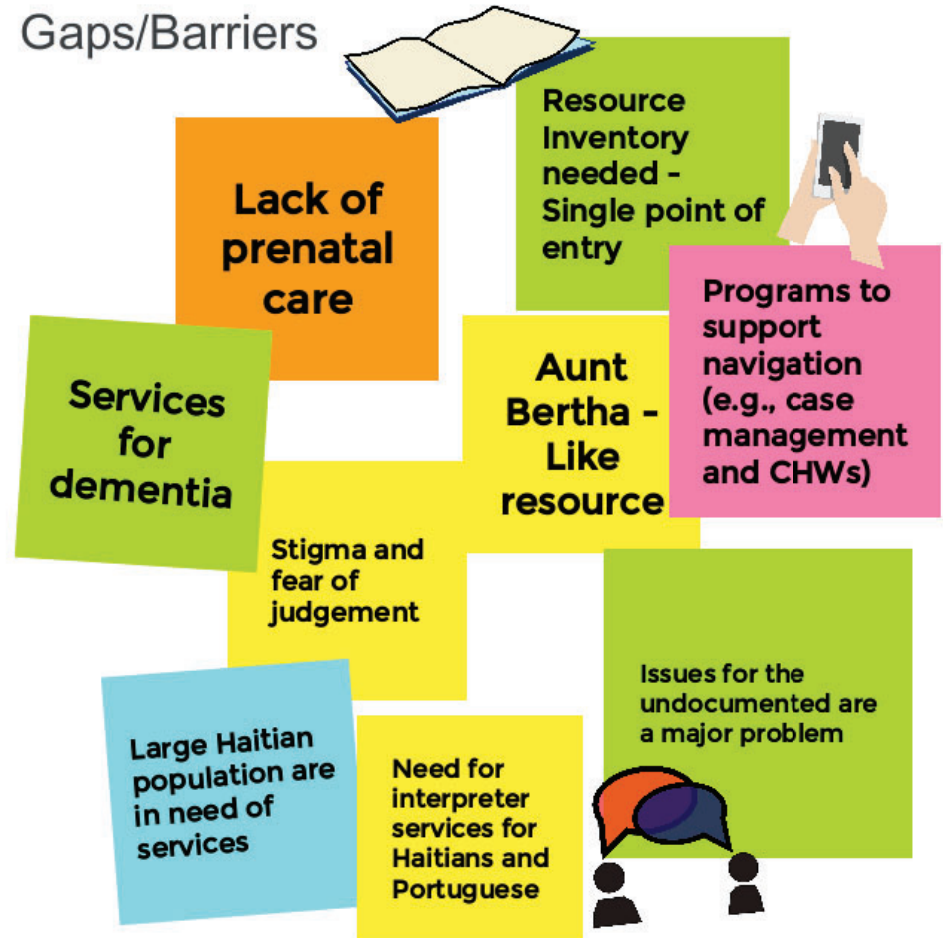 Gaps/Barriers
Resource
Inventory
needed -
Single point of
entry
Lack of
prenatal
care
Programs to
support
navigation
(e.g., case
management
and CHWs)
Aunt
Bertha -
Like
resource
Services
for
dementia
Stigma and
fear of
judgement
Issues for the
undocumented are
a major problem
Large Haitian
population are
in need of
services
Need for
interpreter
services for
Haitians and
Portuguese